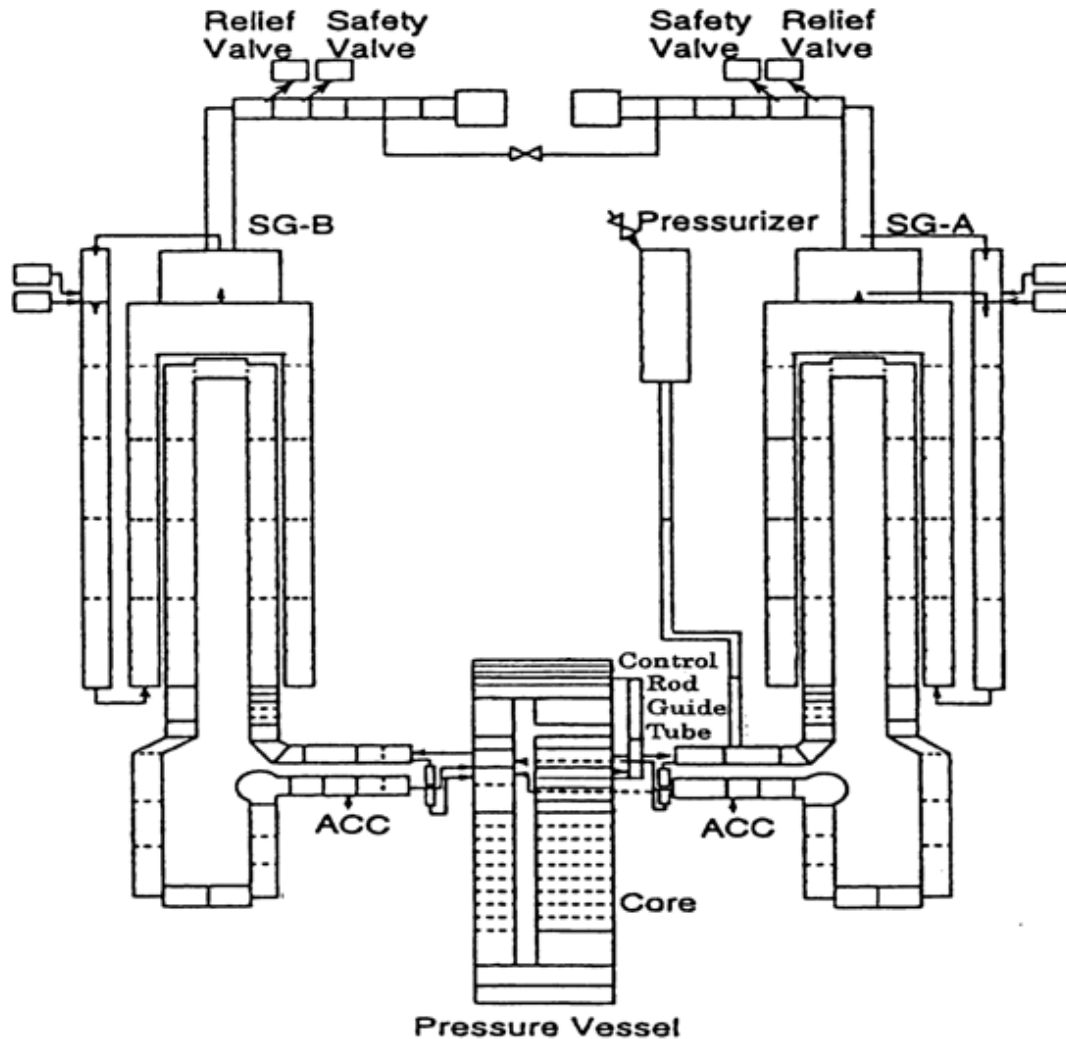 Relief Safety
Valve Valve
Safety Relief
Valve Valve
SG-B
Pressurizer
SG-A
Control
Rod
Guide
Tube
ACC
ACC
Core
Pressure Vessel